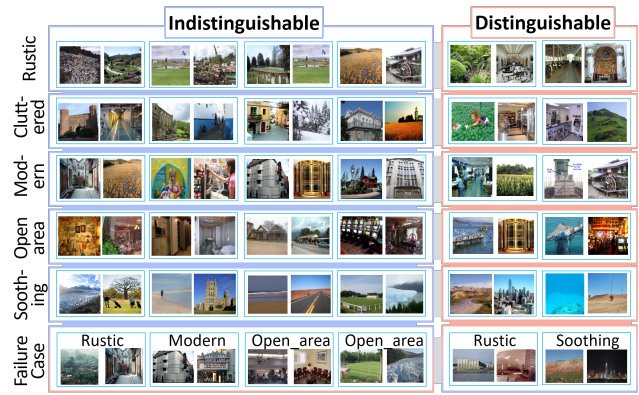 Indistinguishable
Distinguishable
Rustic
Clutt-
ered
Mod-
ern
Open
area
Sooth-
ing
Failure
Case
Rustic
Modern
Open_area
Open_area
Rustic
Soothing